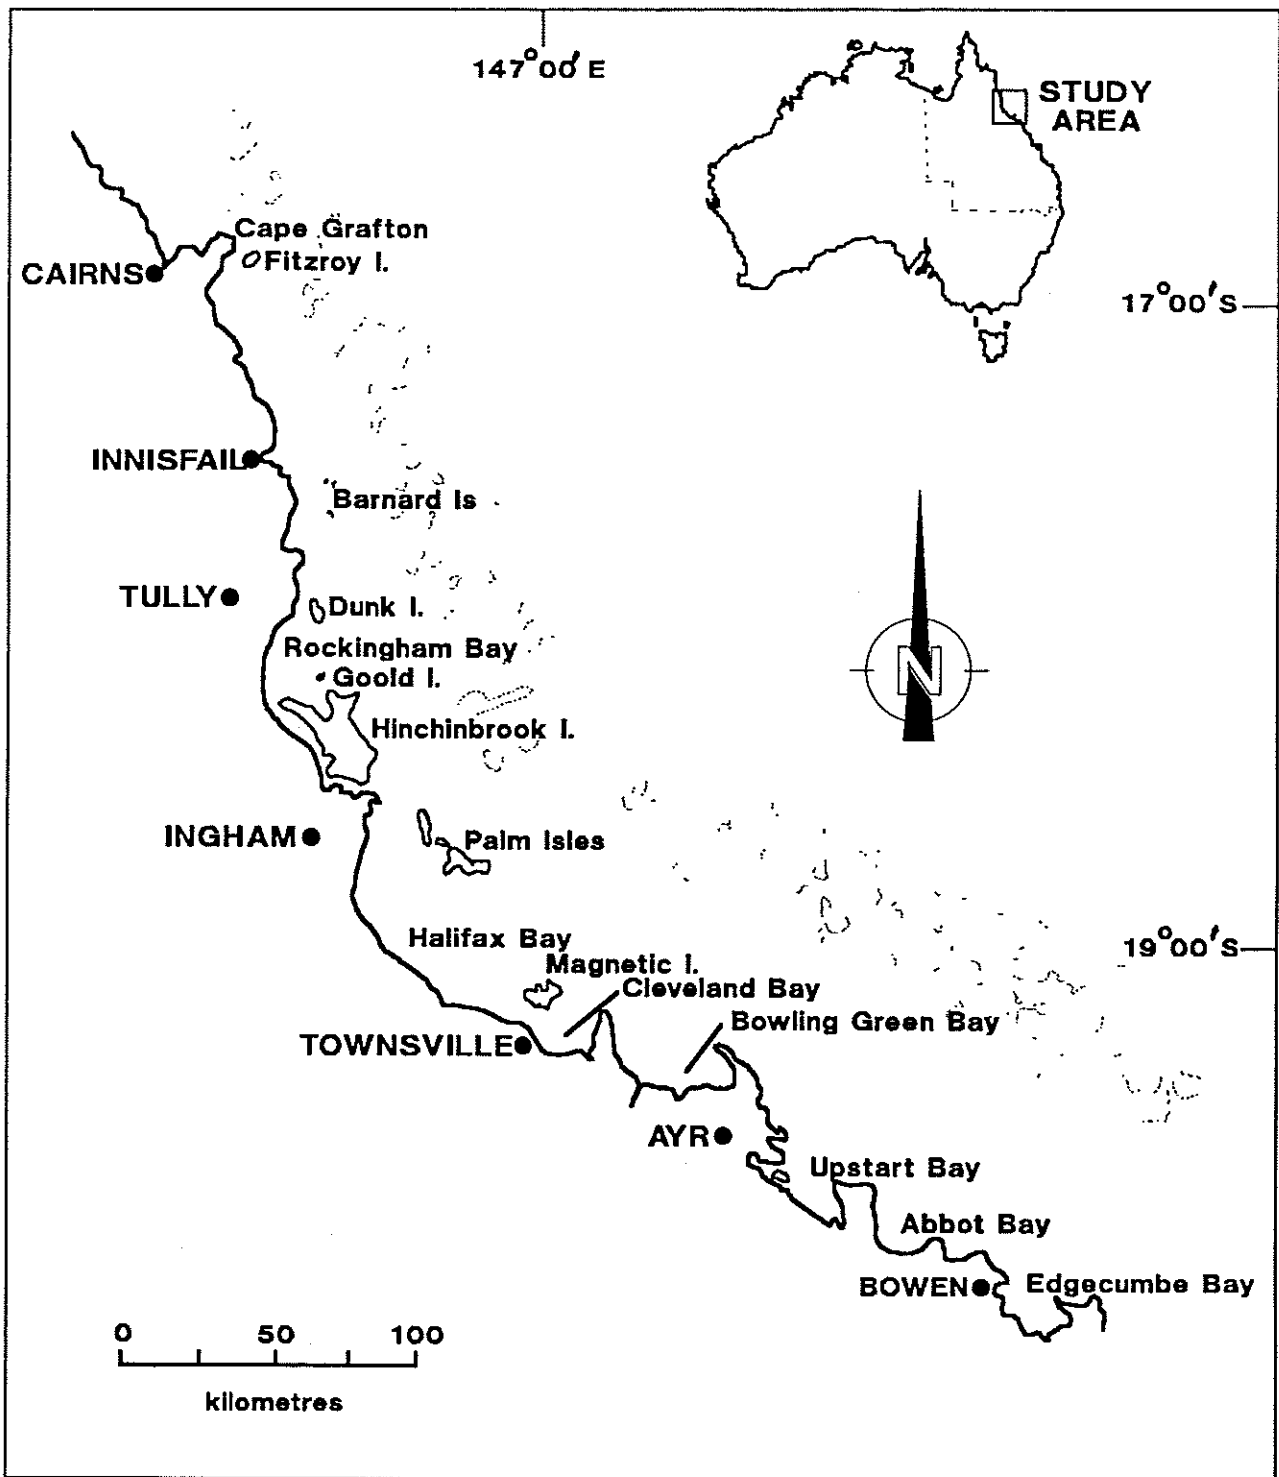 147°00' E
STUDY
AREA
Cape Grafton
Fitzroy I.
CAIRNS
17°00'S
INNISFAIL
Barnard Is
TULLY
Dunk I.
Rockingham Bay
Goold I.
N
Hinchinbrook I.
INGHAM
Palm Isles
Halifax Bay
19°00'S
Magnetic I.
Cleveland Bay
Bowling Green Bay
TOWNSVILLE
AYR
Upstart Bay
Abbot Bay
BOWEN
Edgecumbe Bay
0 50 100
kilometres